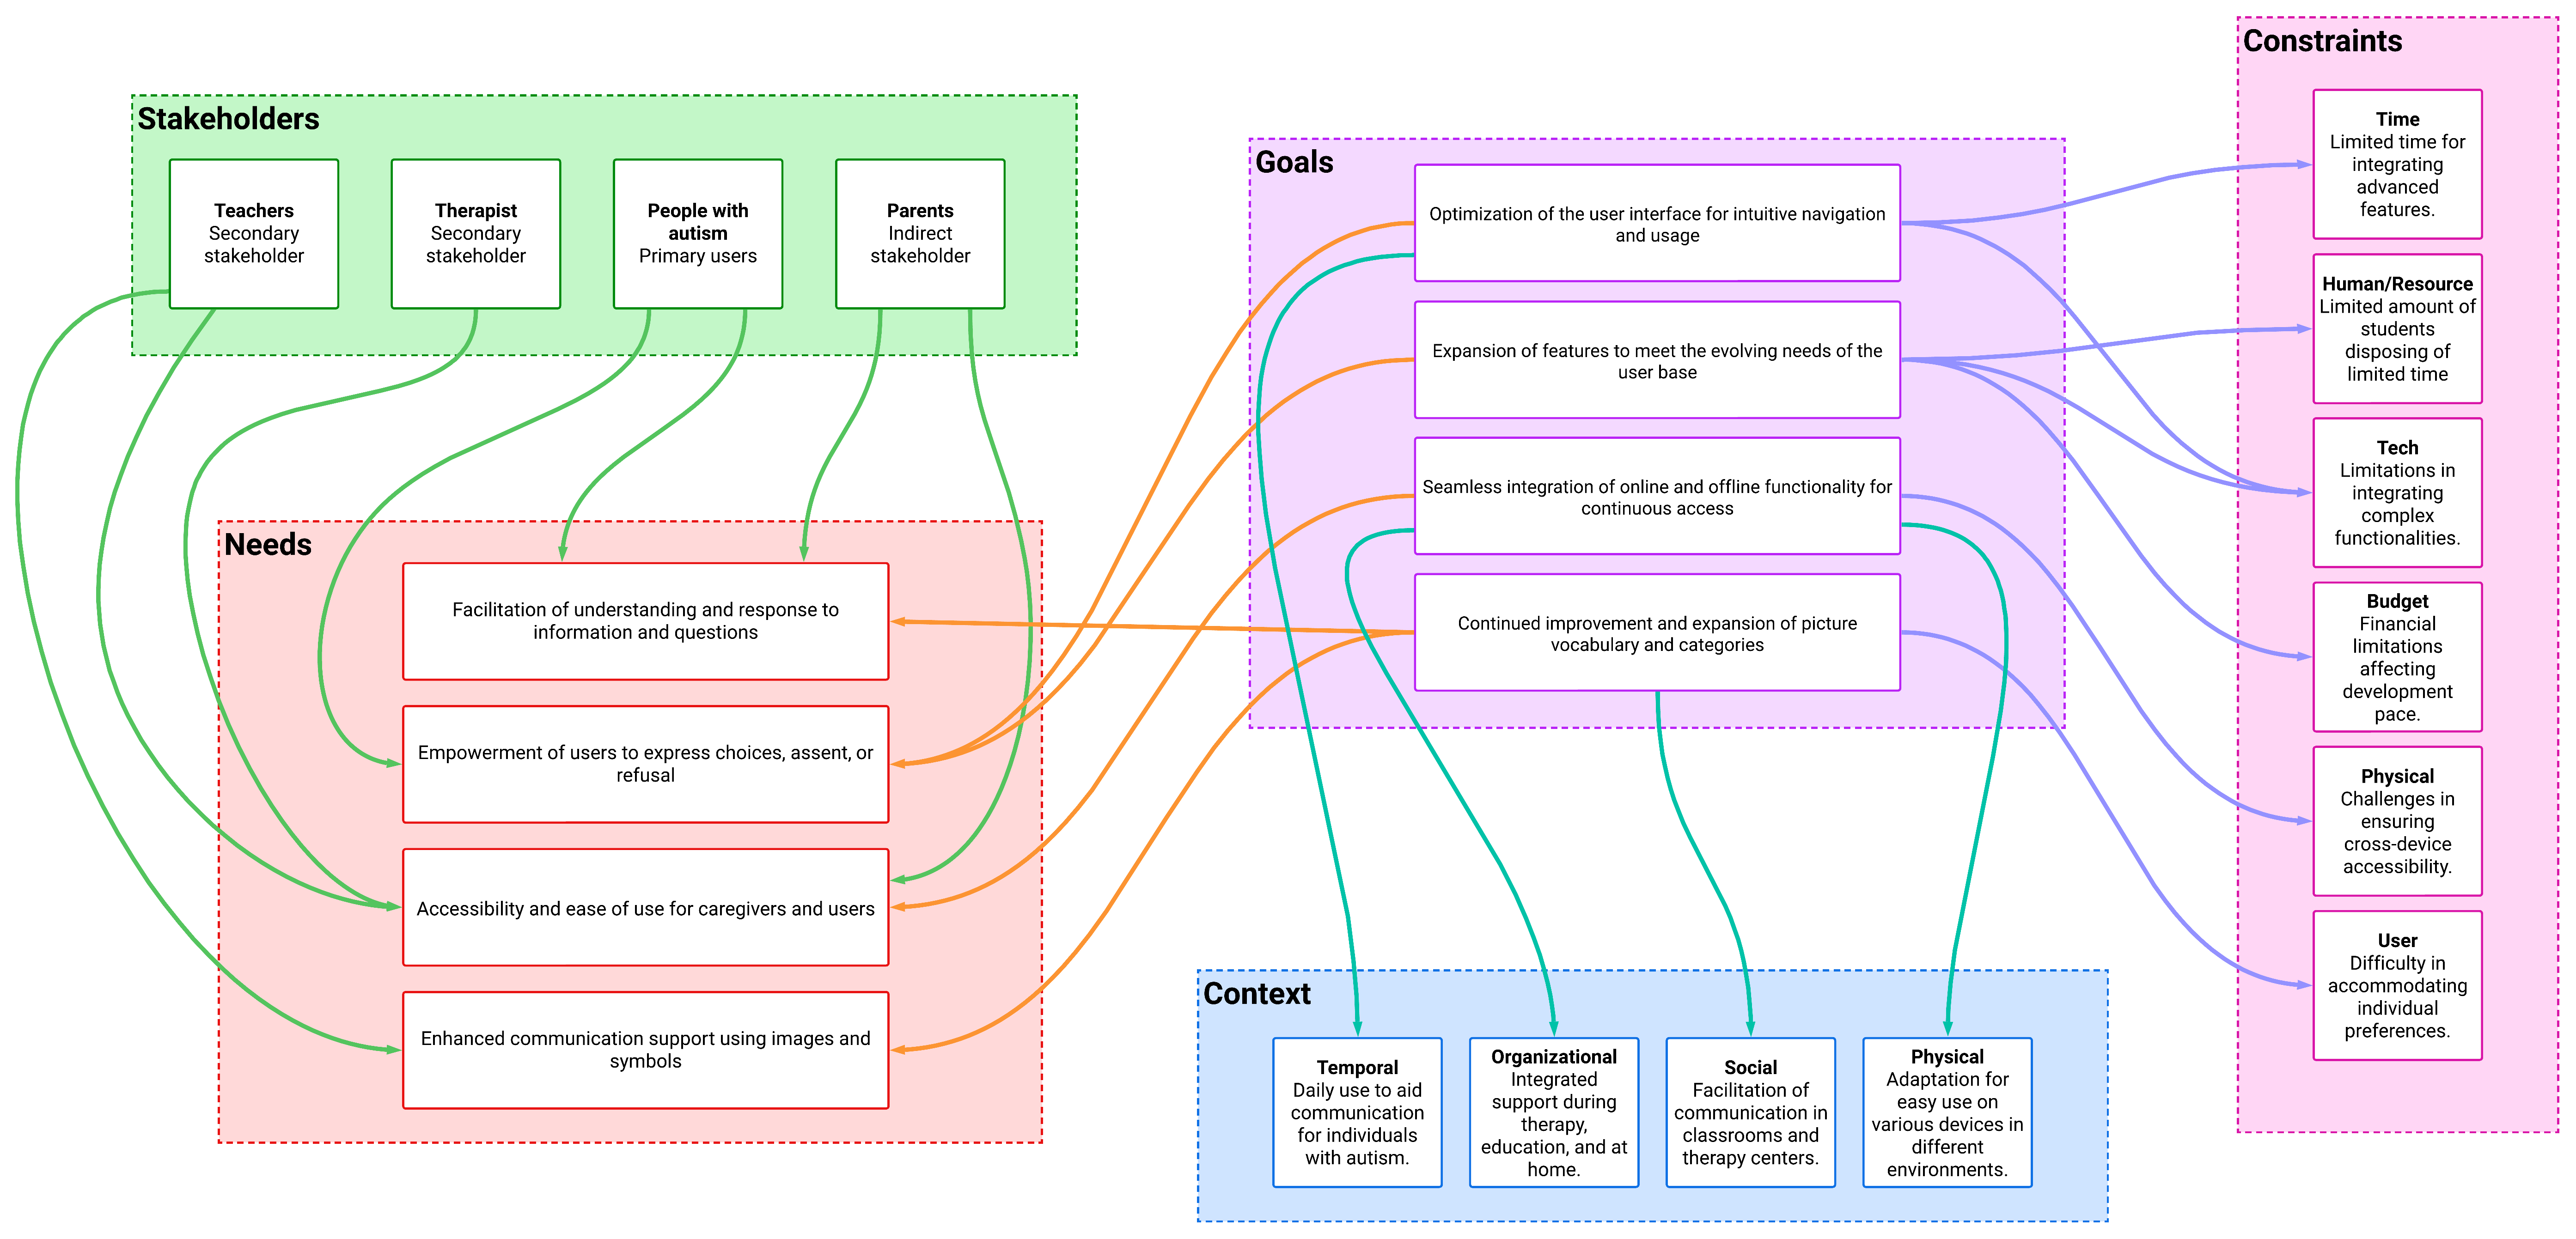 Stakeholders
Teachers
Secondary
stakeholder
Therapist
Secondary
stakeholder
People with
autism
Primary users
Parents
Indirect
stakeholder
Needs
Facilitation of understanding and response to
information and questions
Empowerment of users to express choices, assent, or
refusal
Accessibility and ease of use for caregivers and users
Enhanced communication support using images and
symbols
Goals
Optimization of the user interface for intuitive navigation
and usage
Expansion of features to meet the evolving needs of the
user base
Seamless integration of online and offline functionality for
continuous access
Continued improvement and expansion of picture
vocabulary and categories
Context
Temporal
Daily use to aid
communication
for individuals
with autism.
Organizational
Integrated
support during
therapy,
education, and at
home.
Social
Facilitation of
communication in
classrooms and
therapy centers.
Physical
Adaptation for
easy use on
various devices in
different
environments.
Constraints
Time
Limited time for
integrating
advanced
features.
Human/Resource
Limited amount of
students
disposing of
limited time
Tech
Limitations in
integrating
complex
functionalities.
Budget
Financial
limitations
affecting
development
pace.
Physical
Challenges in
ensuring
cross-device
accessibility.
User
Difficulty in
accommodating
individual
preferences.